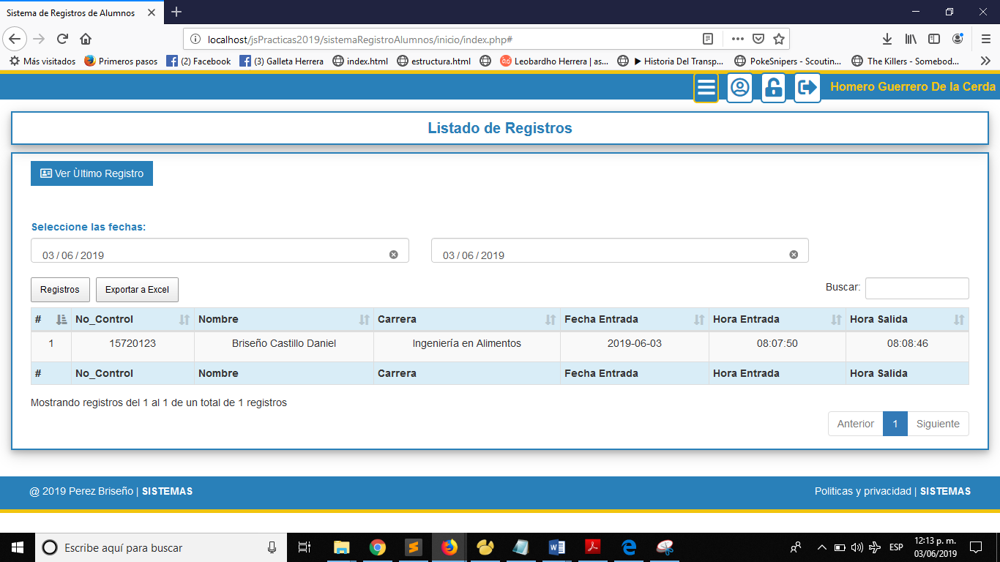 Sistema de Registros de Alumnos
localhost/jsPracticas2019/sistemaRegistroAlumnos/inicio/index.php#
Más visitados Primeros pasos (2) Facebook (3) Galleta Herrera index.html estructura.html Leobardho Herrera | as... ▶ Historia Del Transp... PokeSnipers - Scoutin... The Killers - Somebod...
Homero Guerrero De la Cerda
Listado de Registros
Ver Ùltimo Registro
Seleccione las fechas:
03 / 06 / 2019 03 / 06 / 2019
Registros Exportar a Excel Buscar:
# No_Control Nombre Carrera Fecha Entrada Hora Entrada Hora Salida
1 15720123 Briseño Castillo Daniel Ingeniería en Alimentos 2019-06-03 08:07:50 08:08:46
# No_Control Nombre Carrera Fecha Entrada Hora Entrada Hora Salida
Mostrando registros del 1 al 1 de un total de 1 registros
Anterior 1 Siguiente
@ 2019 Perez Briseño | SISTEMAS Politicas y privacidad | SISTEMAS
Escribe aquí para buscar ESP 12:13 p. m.
03/06/2019